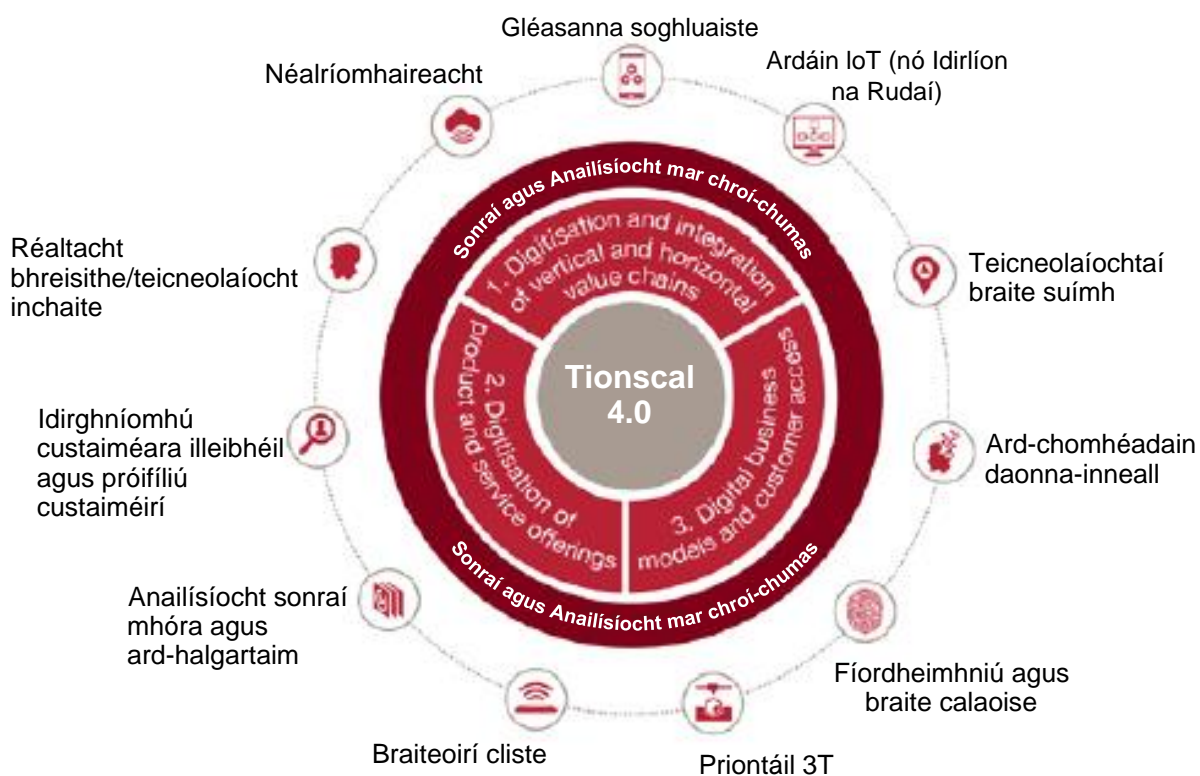 Gléasanna soghluaiste
Ardáin IoT (nó Idirlíon
na Rudaí)
Néalríomhaireacht
Sonraí agus Anailísíocht mar chroí-chumas
1. Digitisation and integration
of vertical and horizontal
value chains
Réaltacht
bhreisithe/teicneolaíocht
inchaite
Teicneolaíochtaí
braite suímh
Tionscal
4.0
2. Digitisation of
product and service offerings
3. Digital business
models and customer access
Idirghníomhú
custaiméara illeibhéil
agus próifíliú
custaiméirí
Ard-chomhéadain
daonna-inneall
Sonraí agus Anailísíocht mar chroí-chumas
Anailísíocht sonraí
mhóra agus
ard-halgartaim
Fíordheimhniú agus
braite calaoise
Braiteoirí cliste
Priontáil 3T